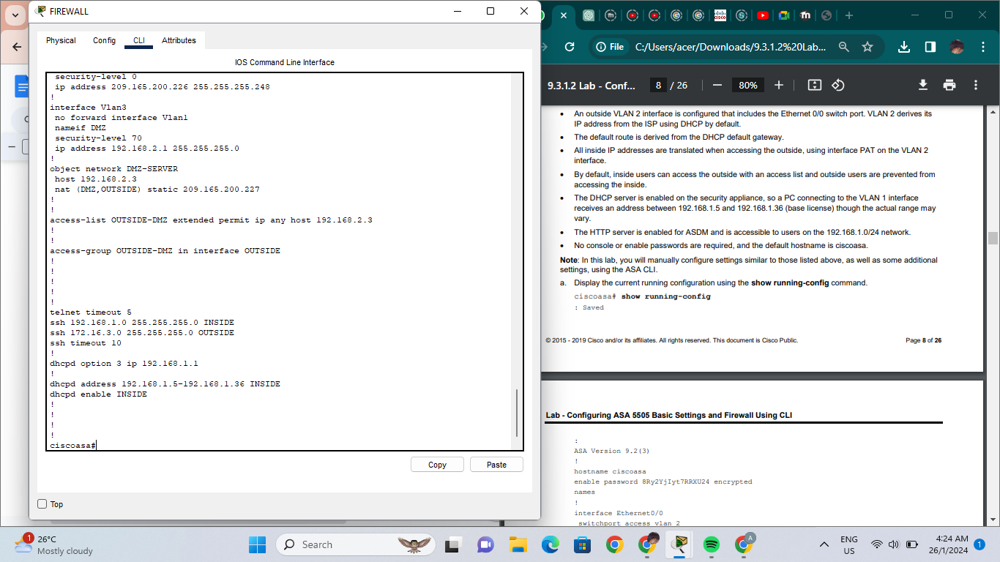 FIREWALL
Physical
Config
CLI
Attributes
IOS Command Line Interface
security-level 0
ip address 209.165.200.226 255.255.255.248
!
interface Vlan3
no forward interface Vlan1
nameif DMZ
security-level 70
ip address 192.168.2.1 255.255.255.0
!
object network DMZ-SERVER
host 192.168.2.3
nat (DMZ,OUTSIDE) static 209.165.200.227
!
!
access-list OUTSIDE-DMZ extended permit ip any host 192.168.2.3
!
!
access-group OUTSIDE-DMZ in interface OUTSIDE
!
!
!
!
!
telnet timeout 5
ssh 192.168.1.0 255.255.255.0 INSIDE
ssh 172.16.3.0 255.255.255.0 OUTSIDE
ssh timeout 10
!
dhcpd option 3 ip 192.168.1.1
!
dhcpd address 192.168.1.5-192.168.1.36 INSIDE
dhcpd enable INSIDE
!
!
!
!
ciscoasa#
Copy
Paste
Top
File
C:/Users/acer/Downloads/9.3.1.2%20Lab...
9.3.1.2 Lab - Conf...
8 / 26
80%
• An outside VLAN 2 interface is configured that includes the Ethernet 0/0 switch port. VLAN 2 derives its
IP address from the ISP using DHCP by default.
• The default route is derived from the DHCP default gateway.
• All inside IP addresses are translated when accessing the outside, using interface PAT on the VLAN 2
interface.
• By default, inside users can access the outside with an access list and outside users are prevented from
accessing the inside.
• The DHCP server is enabled on the security appliance, so a PC connecting to the VLAN 1 interface
receives an address between 192.168.1.5 and 192.168.1.36 (base license) though the actual range may
vary.
• The HTTP server is enabled for ASDM and is accessible to users on the 192.168.1.0/24 network.
• No console or enable passwords are required, and the default hostname is ciscoasa.
Note: In this lab, you will manually configure settings similar to those listed above, as well as some additional
settings, using the ASA CLI.
a. Display the current running configuration using the show running-config command.
ciscoasa# show running-config
: Saved
© 2015 - 2019 Cisco and/or its affiliates. All rights reserved. This document is Cisco Public.
Page 8 of 26
Lab - Configuring ASA 5505 Basic Settings and Firewall Using CLI
:
ASA Version 9.2(3)
!
hostname ciscoasa
enable password 8Ry2YjIyt7RRXU24 encrypted
names
!
interface Ethernet0/0
switchport access vlan 2
1
26°C
Mostly cloudy
Search
ENG
US
4:24 AM
26/1/2024
1